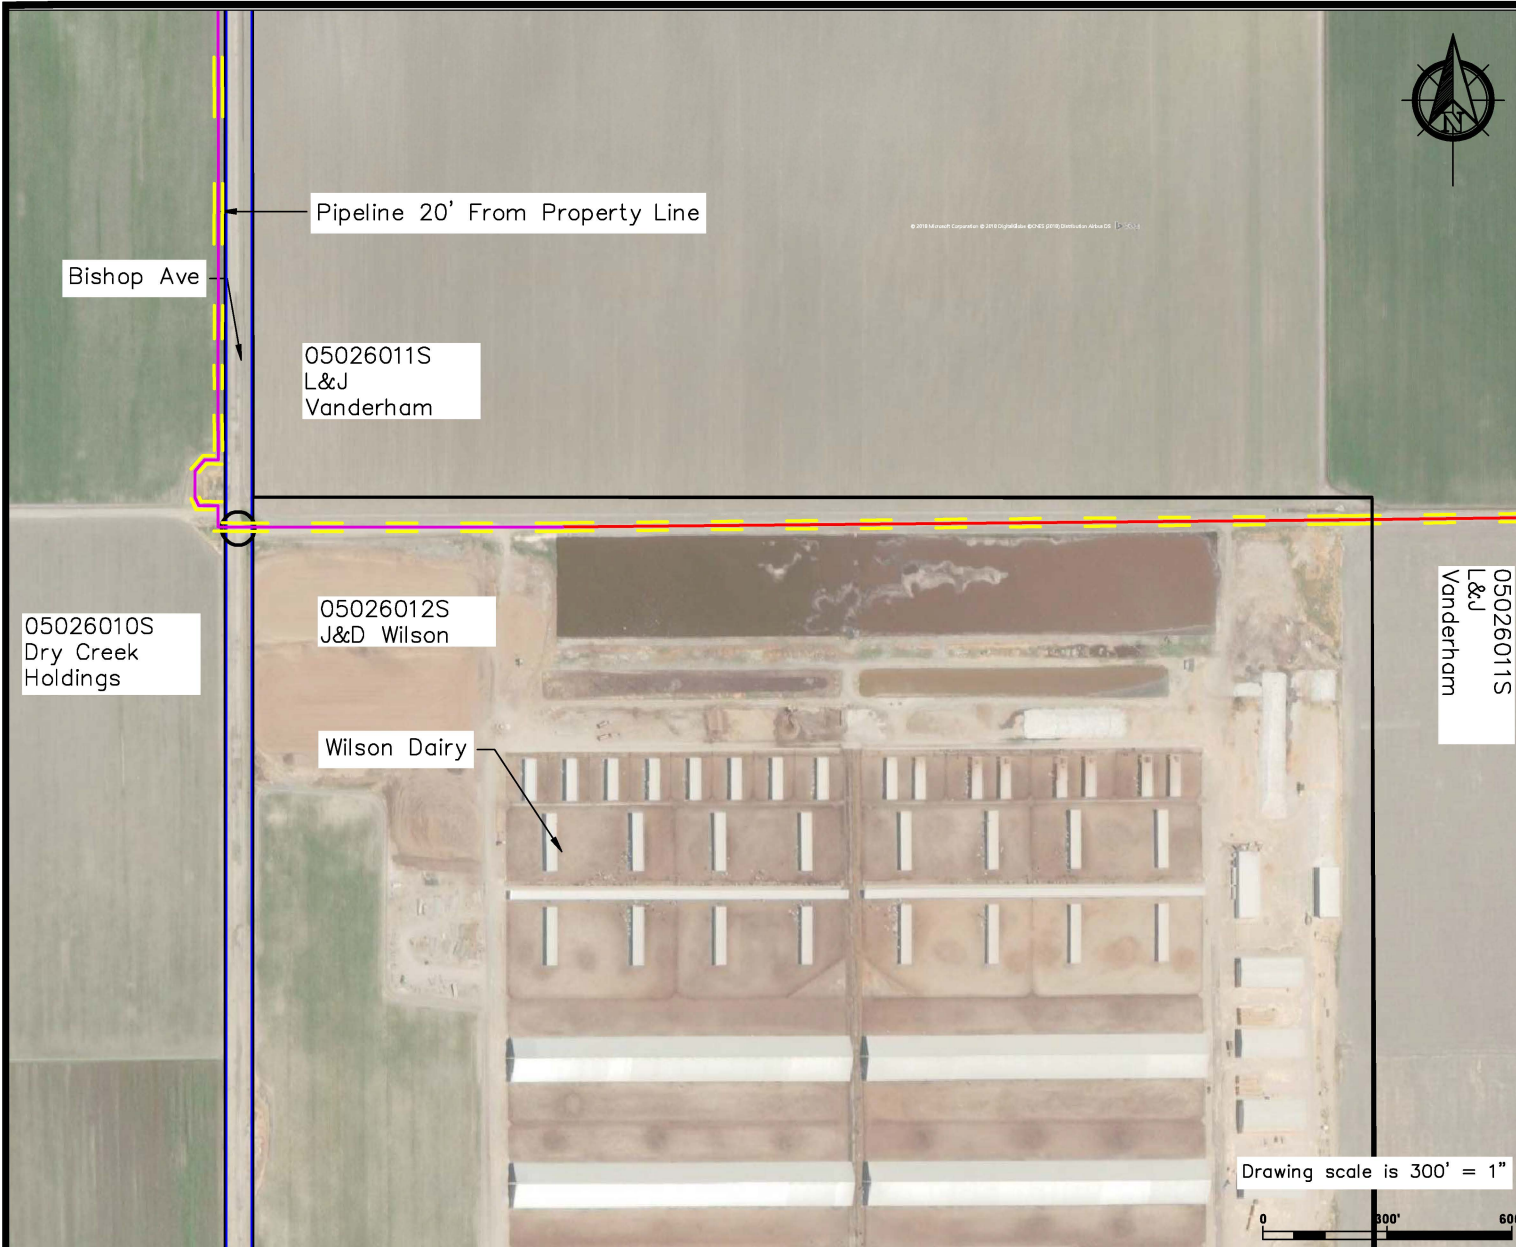 N
Pipeline 20' From Property Line
Bishop Ave
05026011S
L&J
Vanderham
05026010S
Dry Creek
Holdings
05026012S
J&D Wilson
05026011S
L&J
Vanderham
Wilson Dairy
Drawing scale is 300' = 1"
0 300'